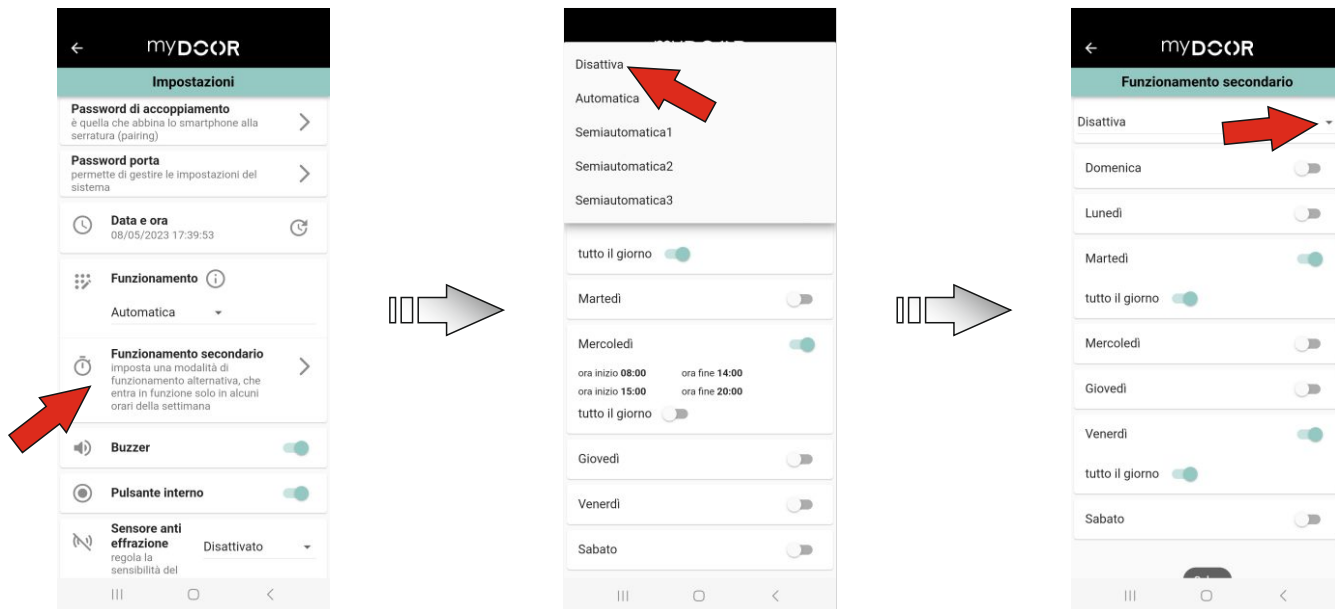 myDOOR
Impostazioni
Password di accoppiamento
è quella che abbina lo smartphone alla
serratura (pairing)
Password porta
permette di gestire le impostazioni del
sistema
Data e ora
08/05/2023 17:39:53
Funzionamento
Automatica
Funzionamento secondario
imposta una modalità di
funzionamento alternativa, che
entra in funzione solo in alcuni
orari della settimana
Buzzer
Pulsante interno
Sensore anti
effrazione
Disattivato
regola la
sensibilità del
Disattiva
Automatica
Semiautomatica1
Semiautomatica2
Semiautomatica3
tutto il giorno
Martedì
Mercoledì
ora inizio 08:00 ora fine 14:00
ora inizio 15:00 ora fine 20:00
tutto il giorno
Giovedì
Venerdì
Sabato
myDOOR
Funzionamento secondario
Disattiva
Domenica
Lunedì
Martedì
tutto il giorno
Mercoledì
Giovedì
Venerdì
tutto il giorno
Sabato